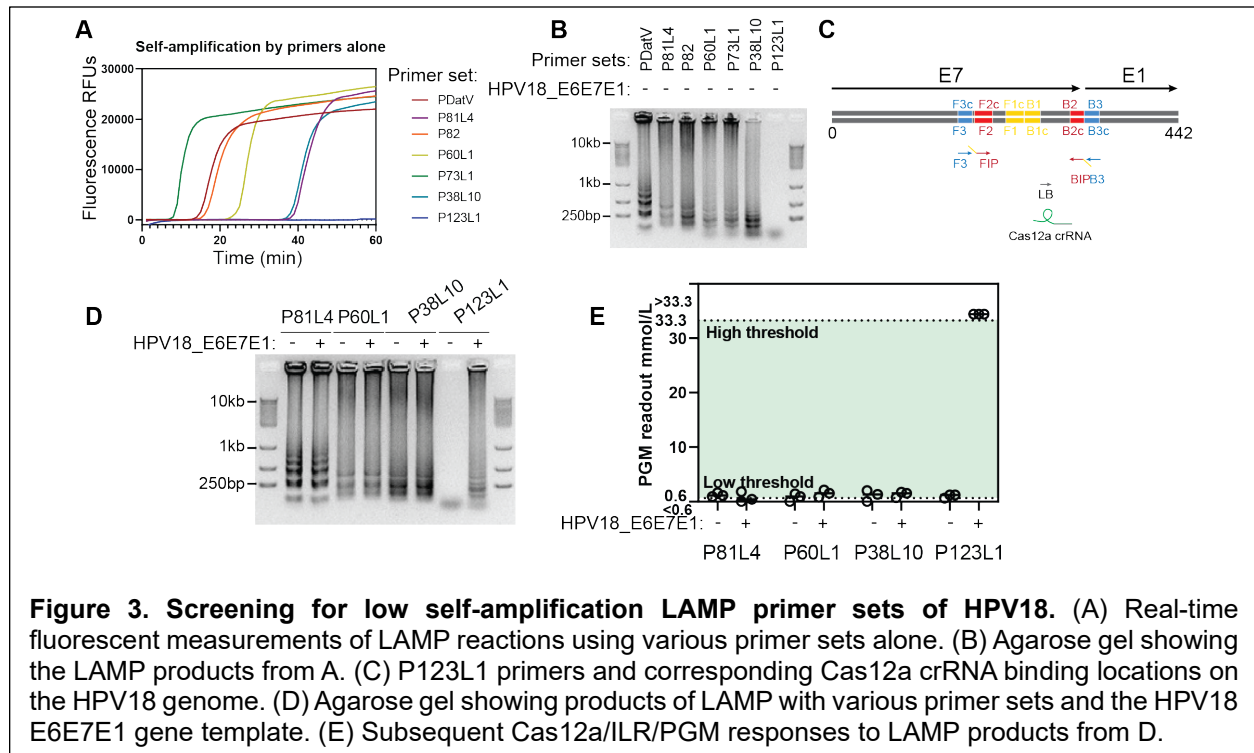 A
Self-amplification by primers alone
Fluorescence RFUs
30000
20000
10000
0
20
40
60
Time (min)
Primer set:
PDatV
P81L4
P82
P60L1
P73L1
P38L10
P123L1
B
Primer sets:
PDatV
P81L4
P82
P60L1
P73L1
P38L10
P123L1
HPV18_E6E7E1: - - - - - - -
10kb
1kb
250bp
C
E7 E1
F3c F2c F1c B1 B2 B3
0 442
F3 F2 F1 B1c B2c B3c
F3 FIP BIP B3
LB
Cas12a crRNA
D
P81L4 P60L1 P38L10 P123L1
HPV18_E6E7E1: - + - + - + - +
10kb
1kb
250bp
E
PGM readout mmol/L
>33.3
33.3
30
20
10
0.6
<0.6
High threshold
Low threshold
HPV18_E6E7E1: - + - + - + - +
P81L4 P60L1 P38L10 P123L1
Figure 3. Screening for low self-amplification LAMP primer sets of HPV18. (A) Real-time
fluorescent measurements of LAMP reactions using various primer sets alone. (B) Agarose gel showing
the LAMP products from A. (C) P123L1 primers and corresponding Cas12a crRNA binding locations on
the HPV18 genome. (D) Agarose gel showing products of LAMP with various primer sets and the HPV18
E6E7E1 gene template. (E) Subsequent Cas12a/ILR/PGM responses to LAMP products from D.